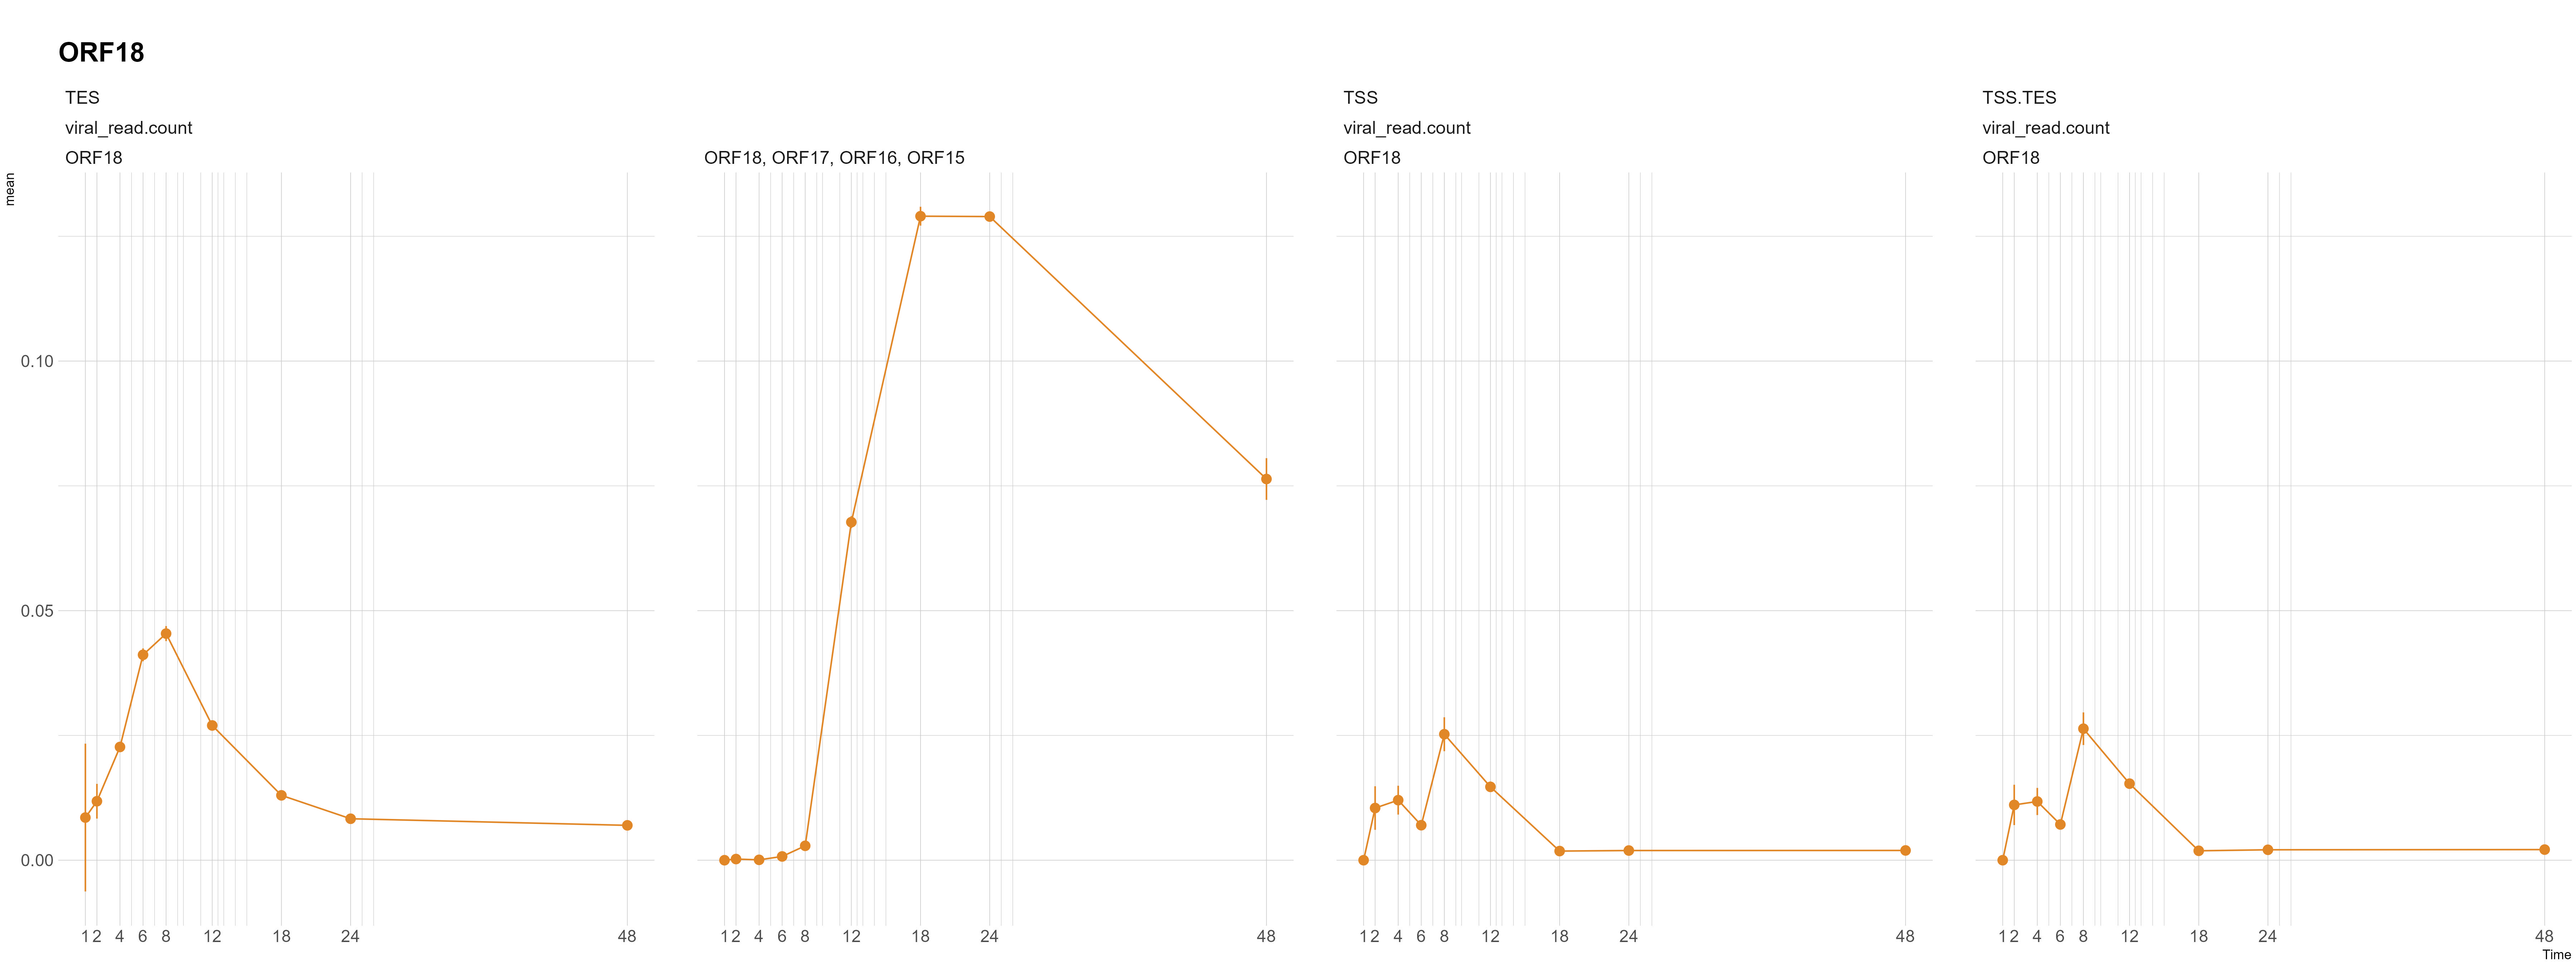 ORF18
TES
viral_read.count
ORF18
ORF18, ORF17, ORF16, ORF15
TSS
viral_read.count
ORF18
TSS.TES
viral_read.count
ORF18
mean
0.10
0.05
0.00
1 2 4 6 8 12 18 24 48
1 2 4 6 8 12 18 24 48
1 2 4 6 8 12 18 24 48
1 2 4 6 8 12 18 24 48
Time